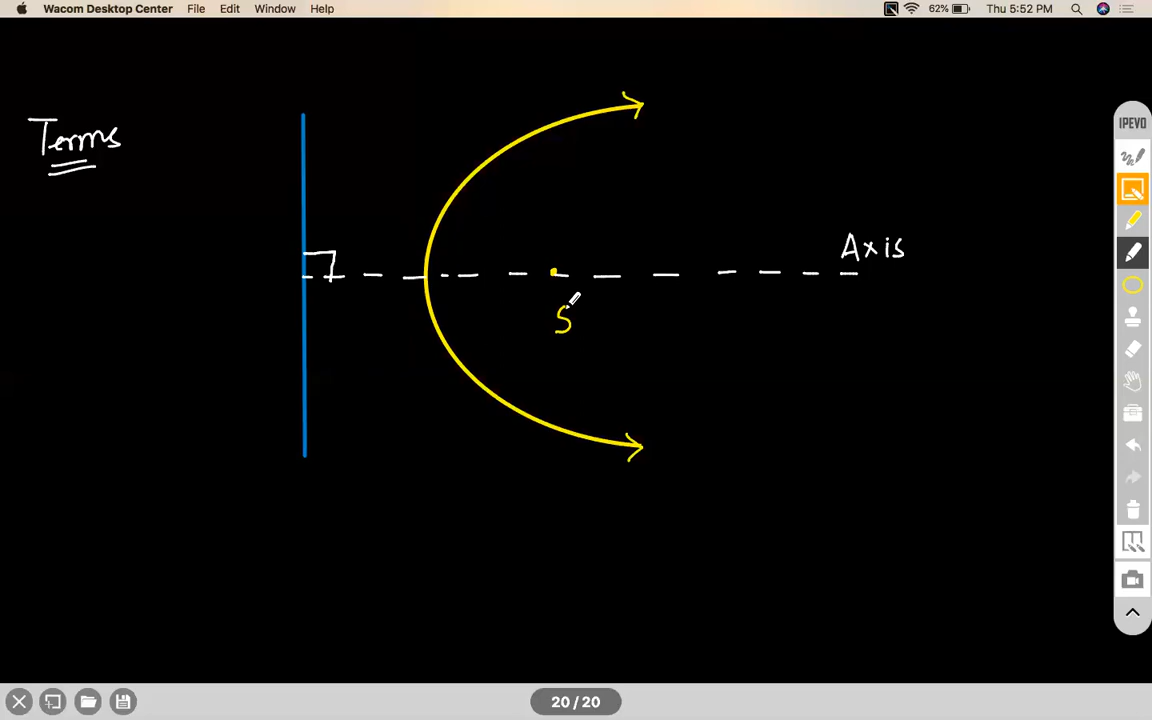 Wacom Desktop Center File Edit Window Help 62% Thu 5:52 PM
Terms
IPEVO
Axis
S
20 / 20